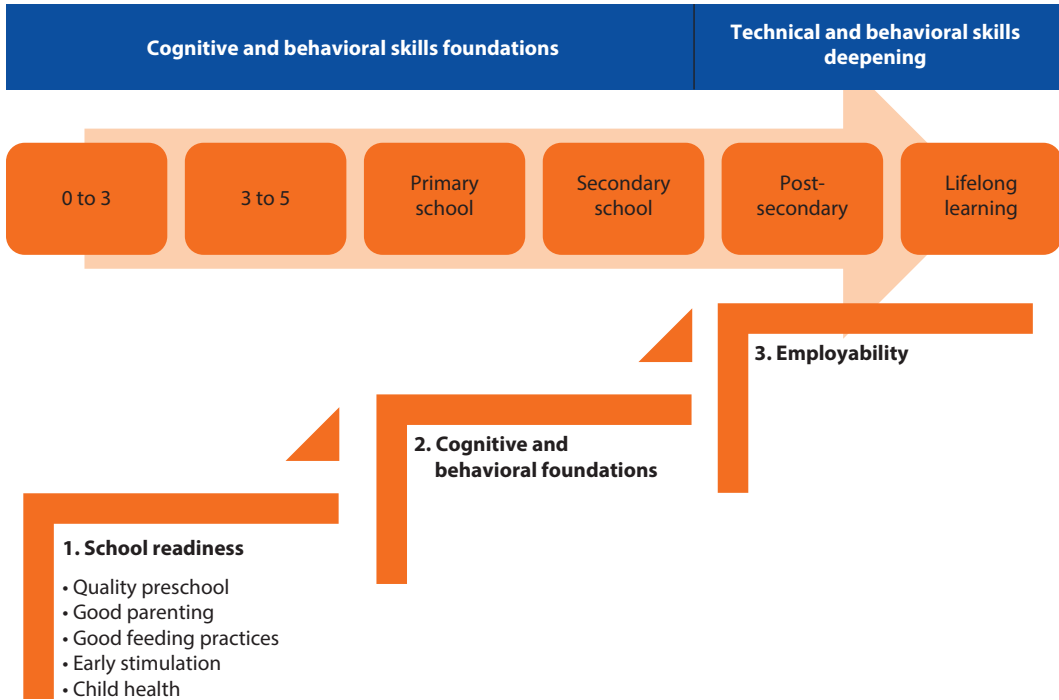 Cognitive and behavioral skills foundations
Technical and behavioral skills
deepening
0 to 3
3 to 5
Primary
school
Secondary
school
Post-
secondary
Lifelong
learning
3. Employability
2. Cognitive and
behavioral foundations
1. School readiness
• Quality preschool
• Good parenting
• Good feeding practices
• Early stimulation
• Child health